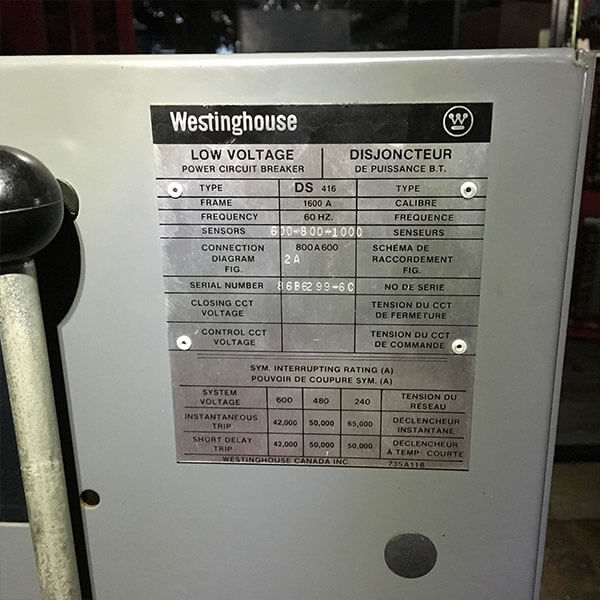 Westinghouse
W
LOW VOLTAGE DISJONCTEUR
POWER CIRCUIT BREAKER DE PUISSANCE B.T.
TYPE DS 416 TYPE
FRAME 1600 A CALIBRE
FREQUENCY 60 HZ. FREQUENCE
SENSORS 600-800-1000 SENSEURS
CONNECTION 800A600 SCHÉMA DE
DIAGRAM 2A RACCORDEMENT
FIG. FIG.
SERIAL NUMBER 86B6299-6C NO DE SÉRIE
CLOSING CCT TENSION DU CCT
VOLTAGE DE FERMETURE
CONTROL CCT TENSION DU CCT
VOLTAGE DE COMMANDE
SYM. INTERRUPTING RATING (A)
POUVOIR DE COUPURE SYM. (A)
SYSTEM VOLTAGE 600 480 240 TENSION DU RÉSEAU
INSTANTANEOUS TRIP 42,000 50,000 65,000 DÉCLENCHEUR INSTANTANÉ
SHORT DELAY TRIP 42,000 50,000 50,000 DÉCLENCHEUR À TEMP COURTE
WESTINGHOUSE CANADA INC 735A118